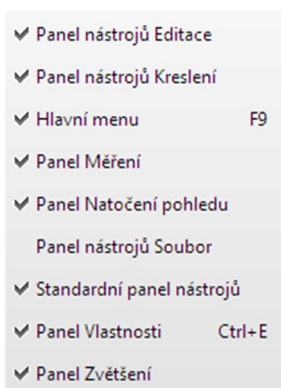 Panel nástrojů Editace
Panel nástrojů Kreslení
Hlavní menu F9
Panel Měření
Panel Natočení pohledu
Panel nástrojů Soubor
Standardní panel nástrojů
Panel Vlastnosti Ctrl+E
Panel Zvětšení